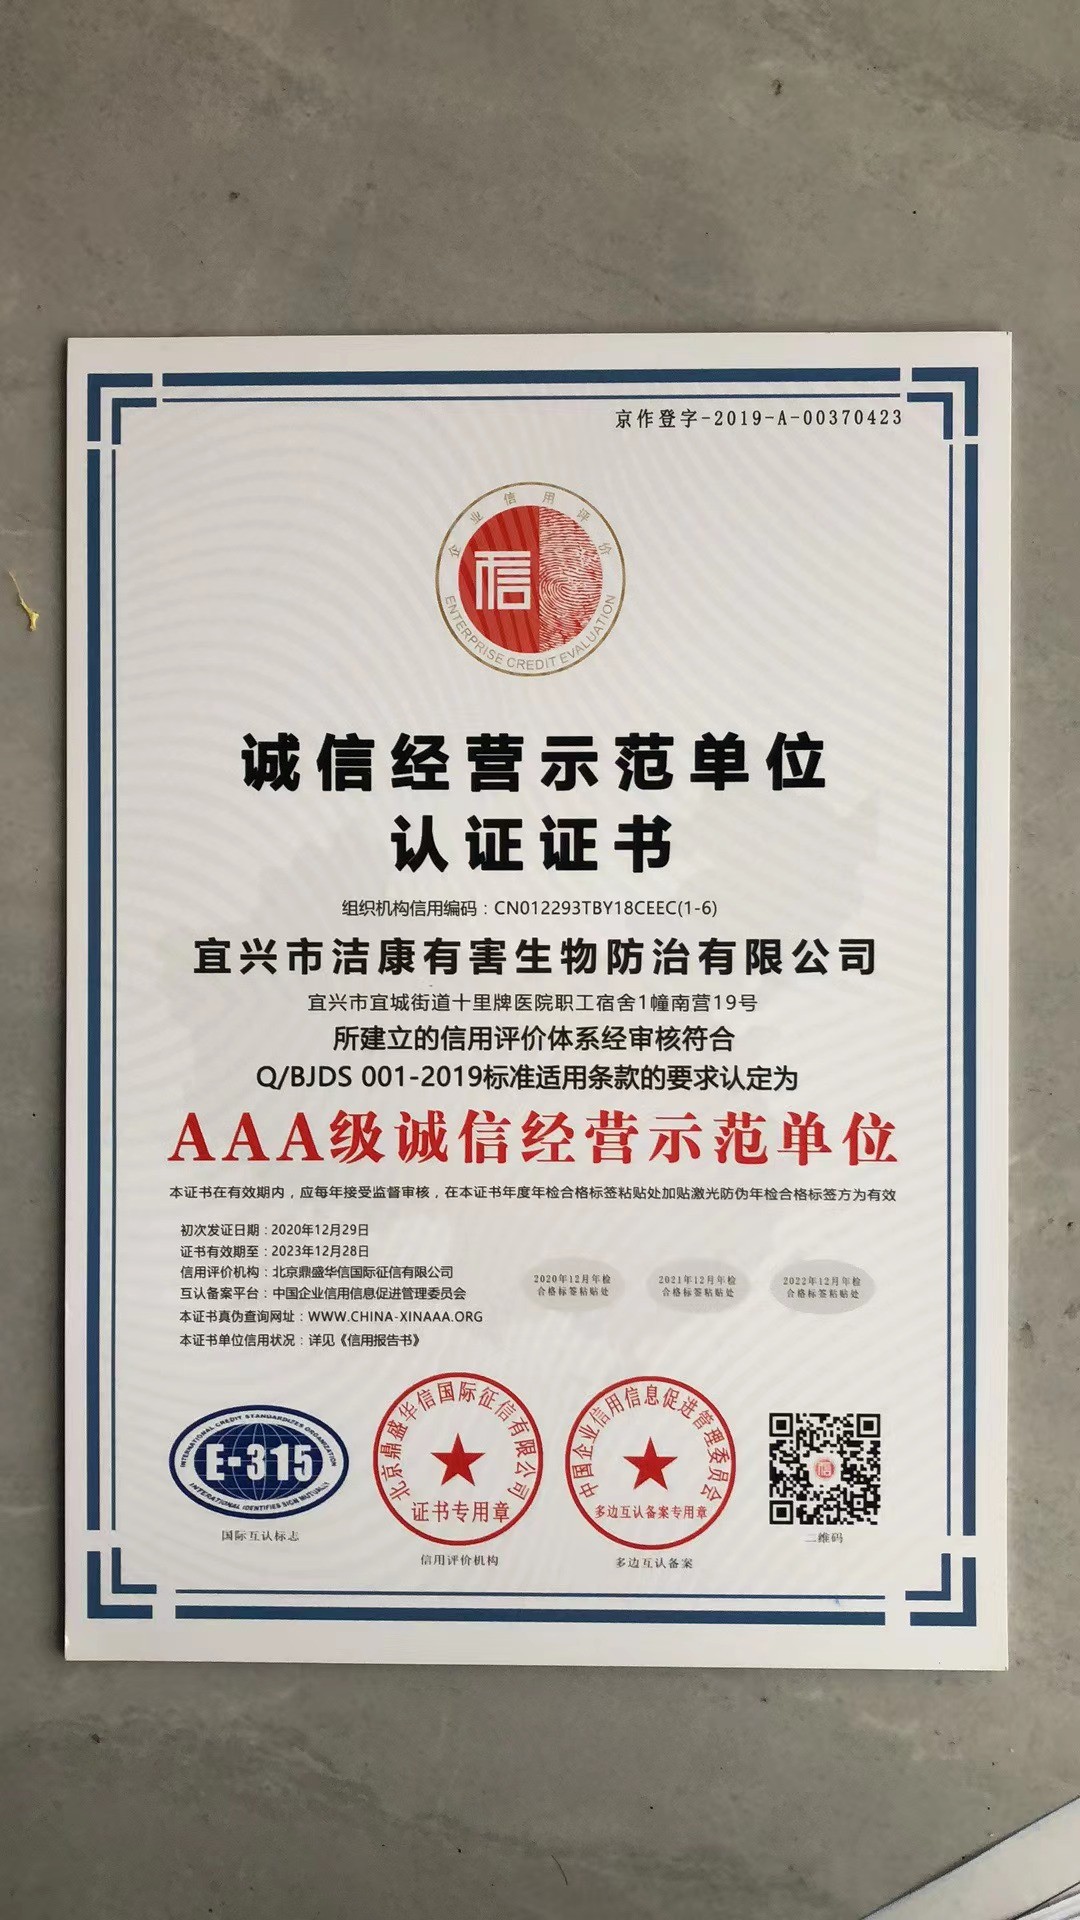 京作登字-2019-A-00370423
企业信用评价
信
ENTERPRISE CREDIT EVALUATION
诚信经营示范单位
认证证书
组织机构信用编码：CN012293TBY18CEEC(1-6)
宜兴市洁康有害生物防治有限公司
宜兴市宜城街道十里牌医院职工宿舍1幢南营19号
所建立的信用评价体系经审核符合
Q/BJDS 001-2019标准适用条款的要求认定为
AAA级诚信经营示范单位
本证书在有效期内，应每年接受监督审核，在本证书年度年检合格标签粘贴处加贴激光防伪年检合格标签方为有效
初次发证日期：2020年12月29日
证书有效期至：2023年12月28日
信用评价机构：北京鼎盛华信国际征信有限公司
互认备案平台：中国企业信用信息促进管理委员会
本证书真伪查询网址：WWW.CHINA-XINAAA.ORG
本证书单位信用状况：详见《信用报告书》
2020年12月年检
合格标签粘贴处
2021年12月年检
合格标签粘贴处
2022年12月年检
合格标签粘贴处
INTERNATIONAL CREDIT STANDARDIZES ORGANIZATION
E-315
INTERATIONAL IDENTIFIES SIGN MUTUALLY
国际互认标志
北京鼎盛华信国际征信有限公司
证书专用章
信用评价机构
中国企业信用信息促进管理委员会
多边互认备案专用章
多边互认备案
信
二维码